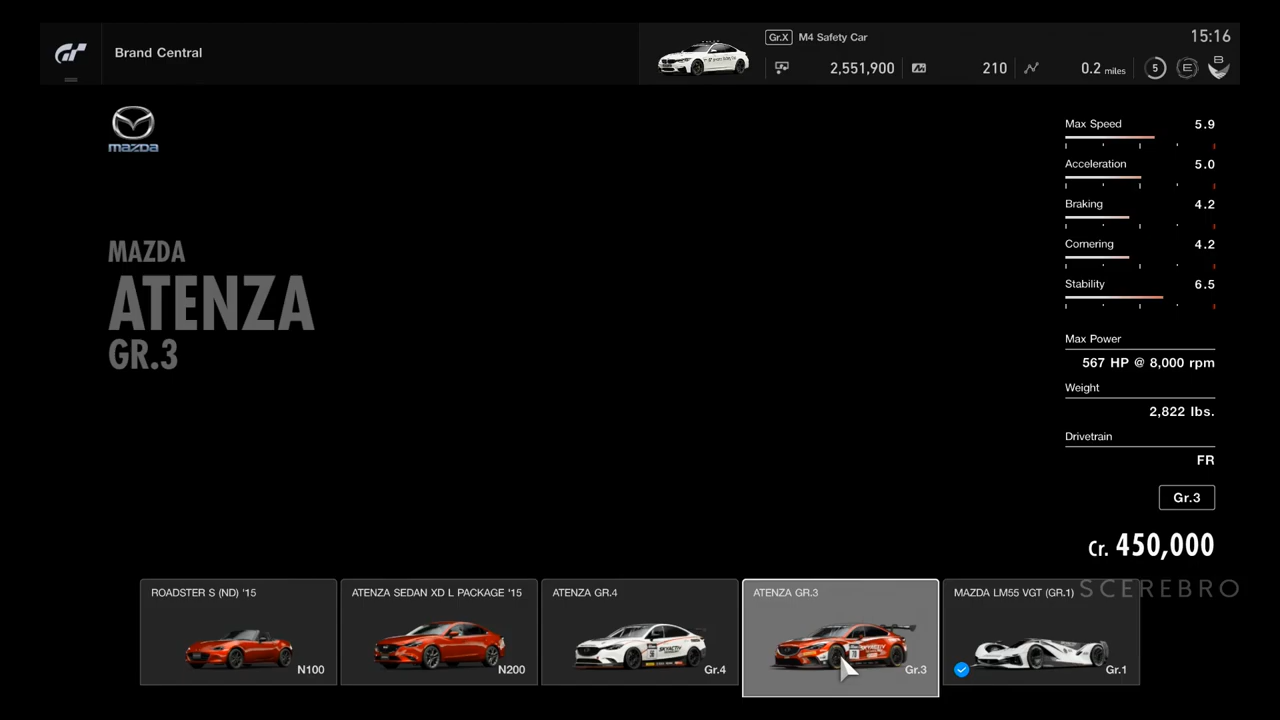 Brand Central
Gr.X M4 Safety Car
15:16
2,551,900 210 0.2 miles 5 E B
mazda
MAZDA
ATENZA
GR.3
Max Speed 5.9
Acceleration 5.0
Braking 4.2
Cornering 4.2
Stability 6.5
Max Power
567 HP @ 8,000 rpm
Weight
2,822 lbs.
Drivetrain
FR
Gr.3
Cr. 450,000
SCEREBRO
ROADSTER S (ND) '15
N100
ATENZA SEDAN XD L PACKAGE '15
N200
ATENZA GR.4
Gr.4
ATENZA GR.3
SKYACTIV
Gr.3
MAZDA LM55 VGT (GR.1)
Gr.1